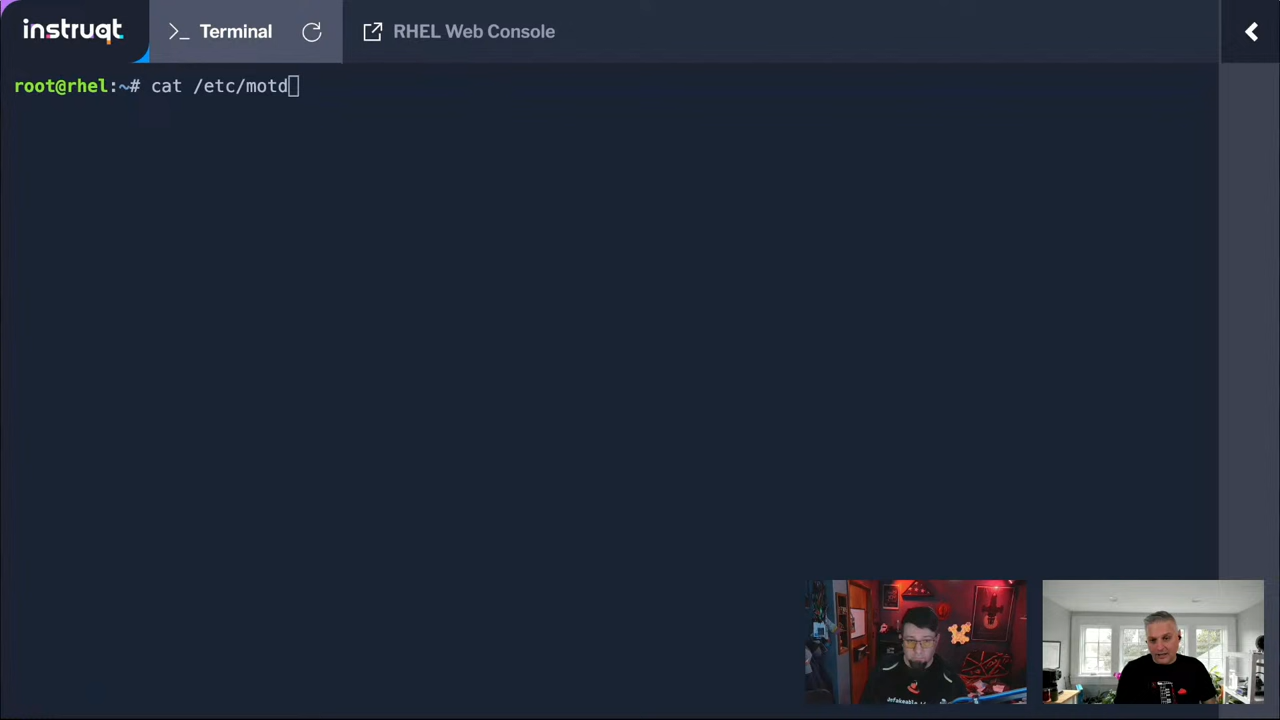 instruqt
>_ Terminal
RHEL Web Console
root@rhel:~# cat /etc/motd